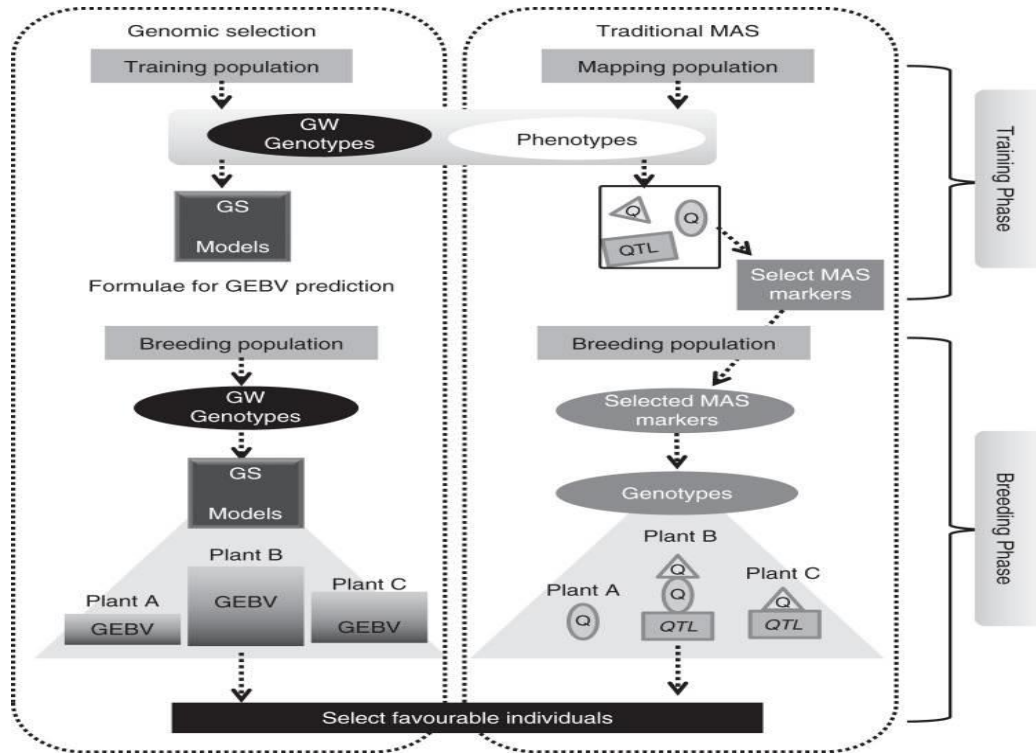 Genomic selection
Training population
Traditional MAS
Mapping population
GW
Genotypes
Phenotypes
GS
Models
Formulae for GEBV prediction
Q
Q
QTL
Select MAS
markers
Training Phase
Breeding population
GW
Genotypes
GS
Models
Plant A
GEBV
Plant B
GEBV
Plant C
GEBV
Breeding population
Selected MAS
markers
Genotypes
Plant A
Q
Plant B
Q
Q
QTL
Plant C
Q
QTL
Breeding Phase
Select favourable individuals